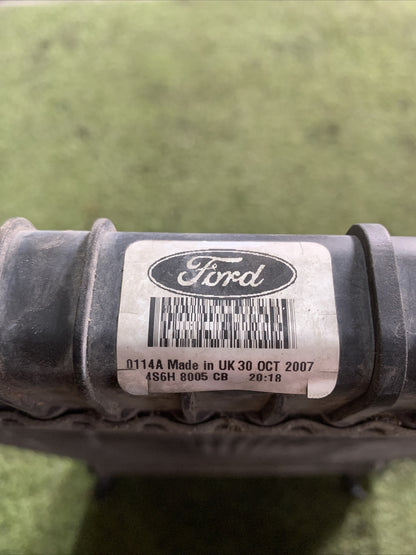 Ford
0114A Made in UK 30 OCT 2007
4S6H 8005 CB 20:18